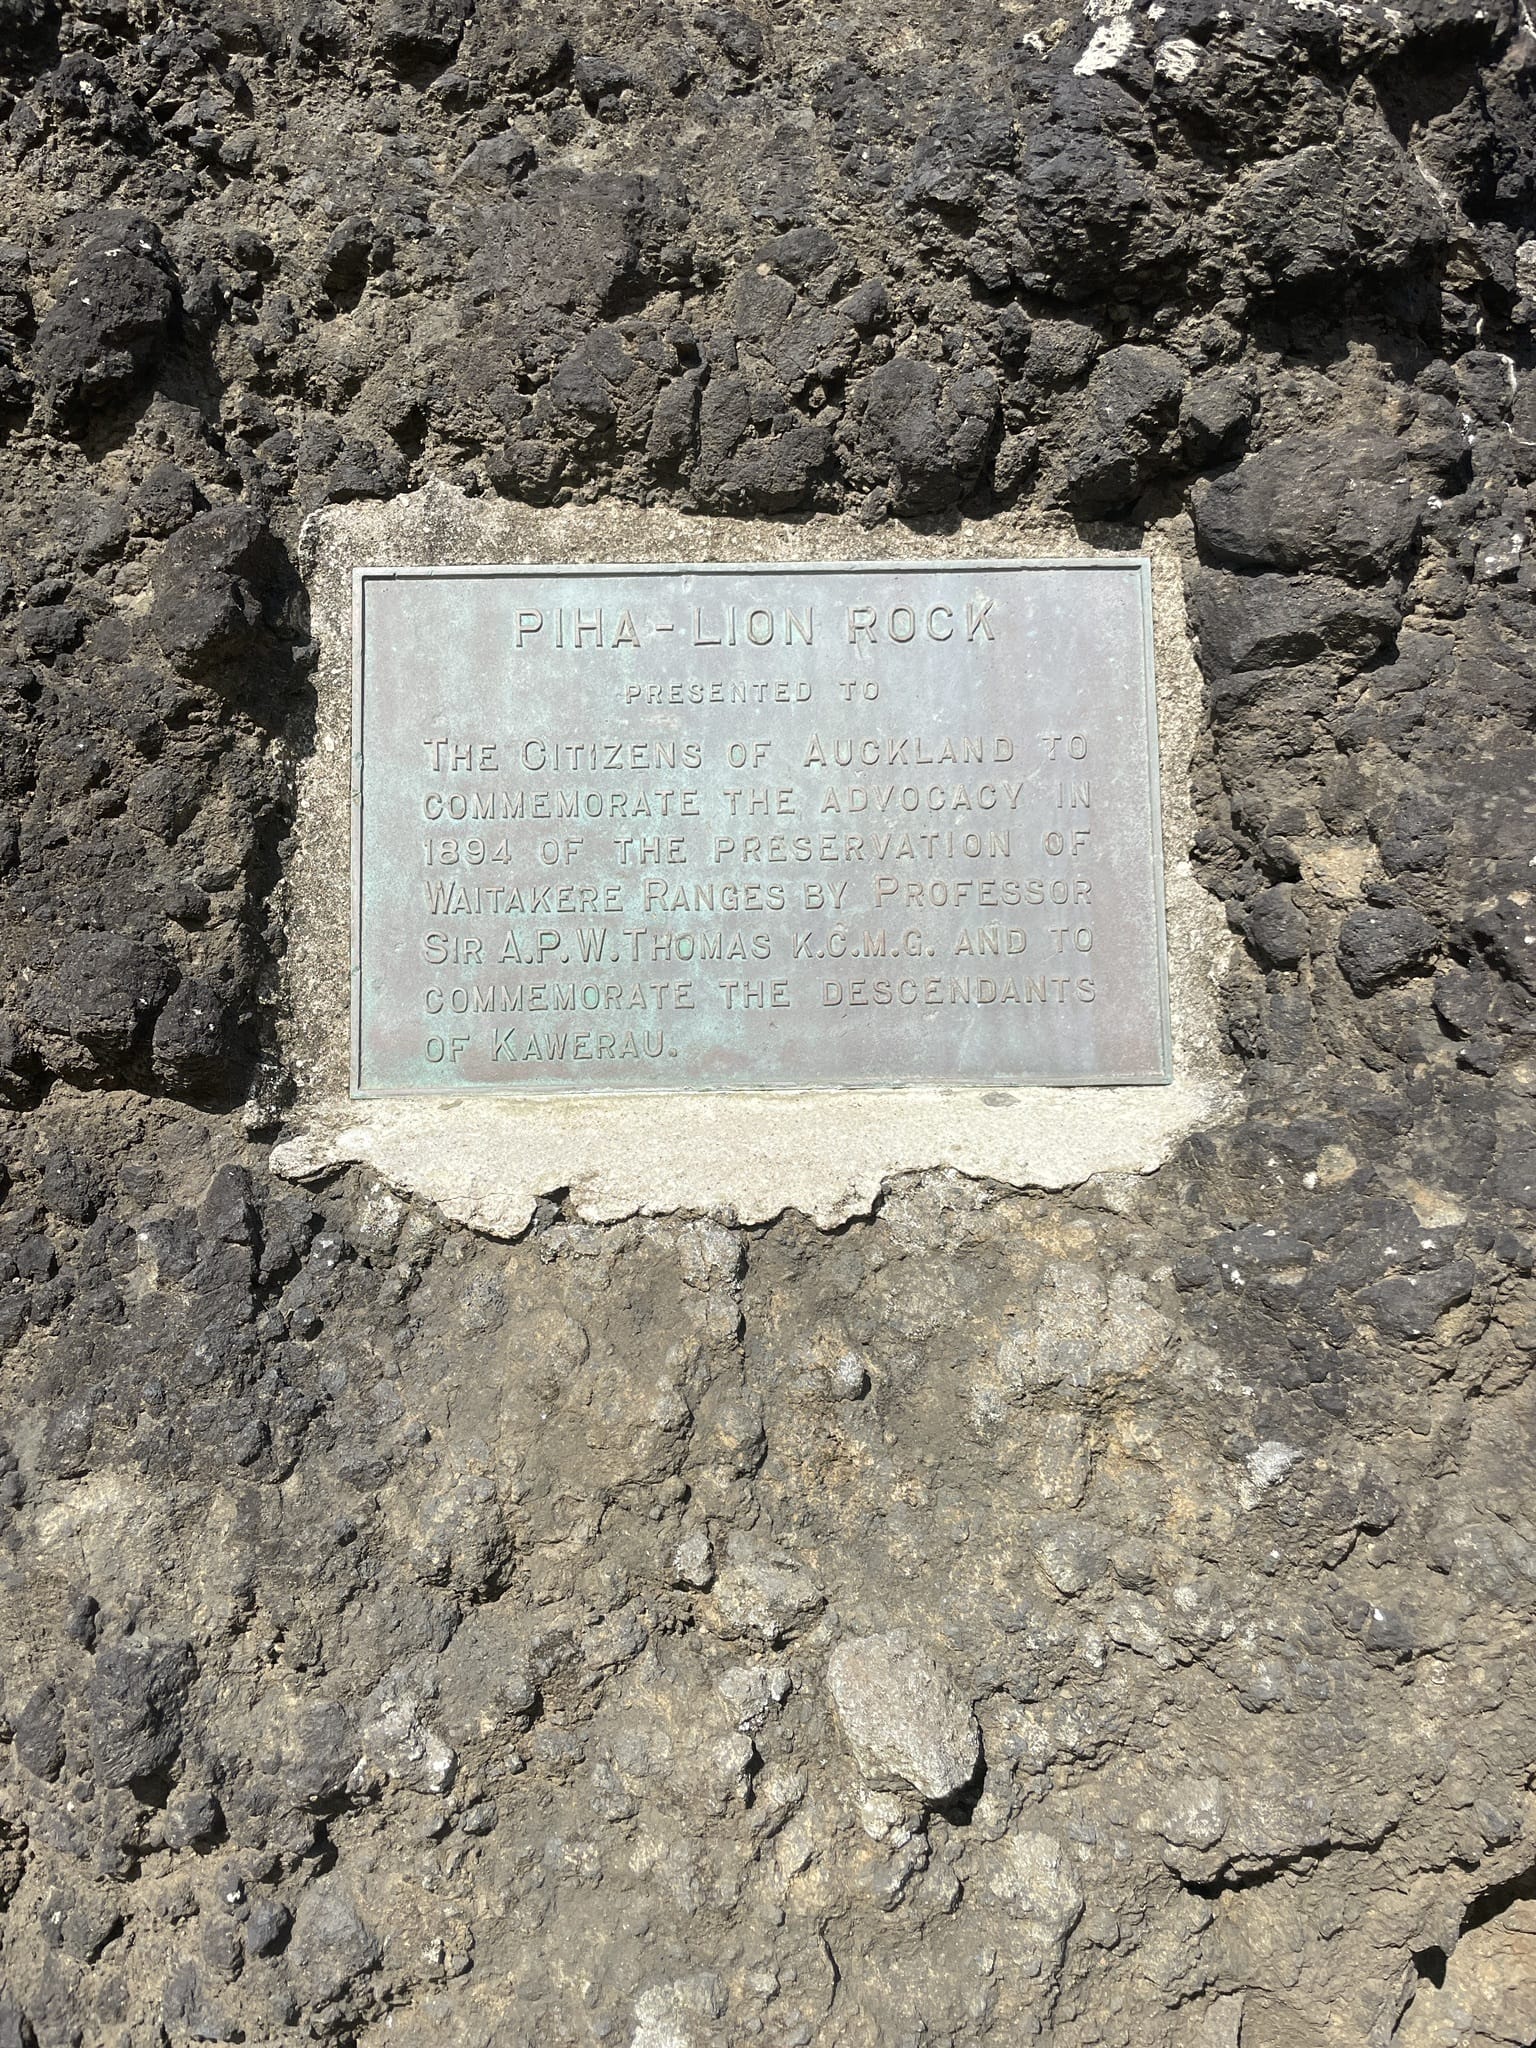 PIHA - LION ROCK
PRESENTED TO
THE CITIZENS OF AUCKLAND TO
COMMEMORATE THE ADVOCACY IN
1894 OF THE PRESERVATION OF
WAITAKERE RANGES BY PROFESSOR
SIR A.P.W. THOMAS K.C.M.G. AND TO
COMMEMORATE THE DESCENDANTS
OF KAWERAU.